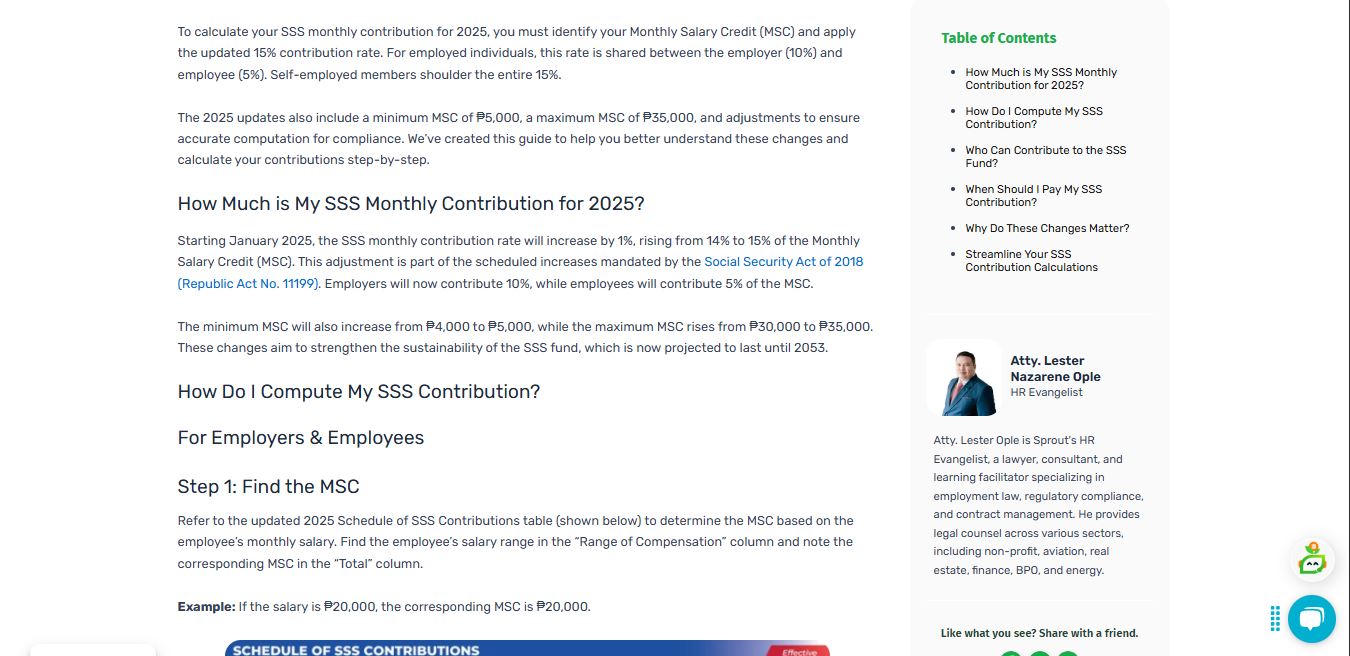 To calculate your SSS monthly contribution for 2025, you must identify your Monthly Salary Credit (MSC) and apply
the updated 15% contribution rate. For employed individuals, this rate is shared between the employer (10%) and
employee (5%). Self-employed members shoulder the entire 15%.
The 2025 updates also include a minimum MSC of ₱5,000, a maximum MSC of ₱35,000, and adjustments to ensure
accurate computation for compliance. We’ve created this guide to help you better understand these changes and
calculate your contributions step-by-step.
How Much is My SSS Monthly Contribution for 2025?
Starting January 2025, the SSS monthly contribution rate will increase by 1%, rising from 14% to 15% of the Monthly
Salary Credit (MSC). This adjustment is part of the scheduled increases mandated by the Social Security Act of 2018
(Republic Act No. 11199). Employers will now contribute 10%, while employees will contribute 5% of the MSC.
The minimum MSC will also increase from ₱4,000 to ₱5,000, while the maximum MSC rises from ₱30,000 to ₱35,000.
These changes aim to strengthen the sustainability of the SSS fund, which is now projected to last until 2053.
How Do I Compute My SSS Contribution?
For Employers & Employees
Step 1: Find the MSC
Refer to the updated 2025 Schedule of SSS Contributions table (shown below) to determine the MSC based on the
employee’s monthly salary. Find the employee’s salary range in the “Range of Compensation” column and note the
corresponding MSC in the “Total” column.
Example: If the salary is ₱20,000, the corresponding MSC is ₱20,000.
SCHEDULE OF SSS CONTRIBUTIONS
Effective
Table of Contents
How Much is My SSS Monthly
Contribution for 2025?
How Do I Compute My SSS
Contribution?
Who Can Contribute to the SSS
Fund?
When Should I Pay My SSS
Contribution?
Why Do These Changes Matter?
Streamline Your SSS
Contribution Calculations
Atty. Lester
Nazarene Ople
HR Evangelist
Atty. Lester Ople is Sprout’s HR
Evangelist, a lawyer, consultant, and
learning facilitator specializing in
employment law, regulatory compliance,
and contract management. He provides
legal counsel across various sectors,
including non-profit, aviation, real
estate, finance, BPO, and energy.
Like what you see? Share with a friend.